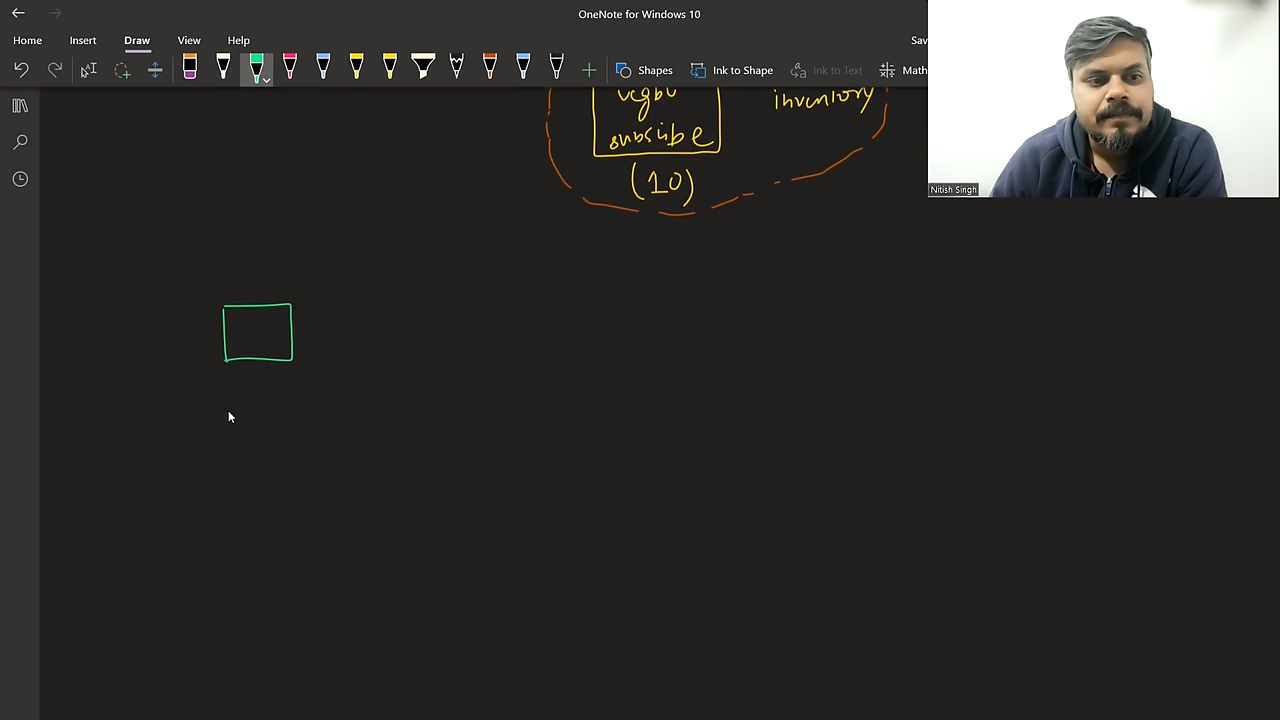 OneNote for Windows 10
Home Insert Draw View Help
Shapes Ink to Shape Ink to Text Math
inventory
subscibe
(10)
Nitish Singh